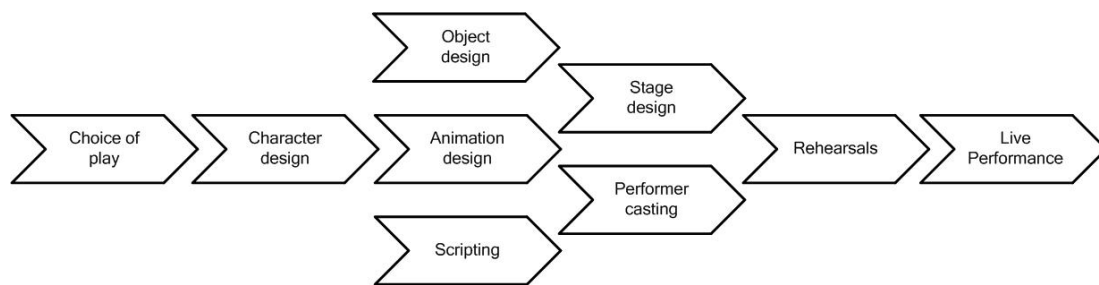 Choice of
play
Character
design
Object
design
Animation
design
Scripting
Stage
design
Performer
casting
Rehearsals
Live
Performance